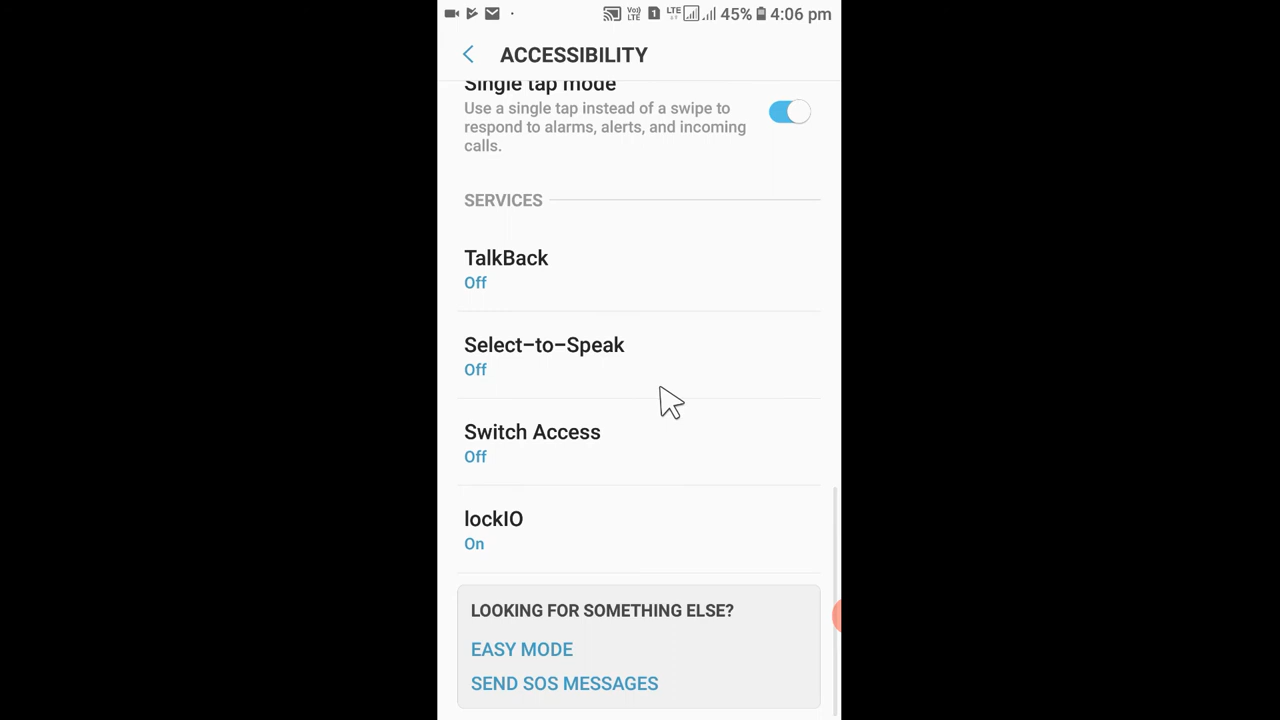 45% 4:06 pm
ACCESSIBILITY
Single tap mode
Use a single tap instead of a swipe to
respond to alarms, alerts, and incoming
calls.
SERVICES
TalkBack
Off
Select-to-Speak
Off
Switch Access
Off
lockIO
On
LOOKING FOR SOMETHING ELSE?
EASY MODE
SEND SOS MESSAGES